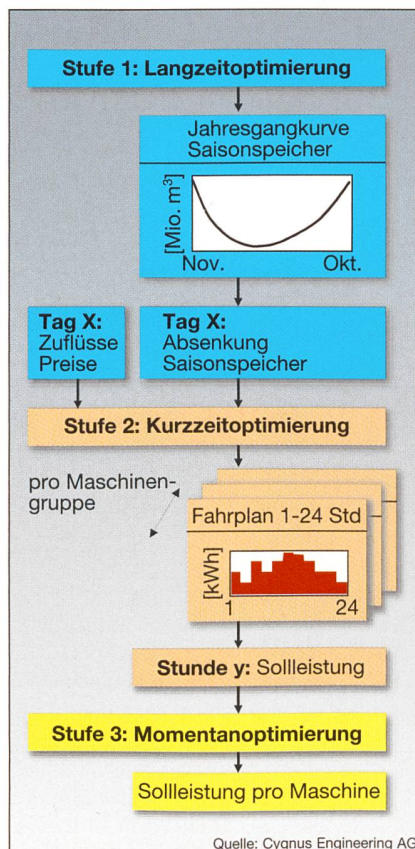 Stufe 1: Langzeitoptimierung
Jahresgangkurve
Saisonspeicher
[Mio. m³]
Nov.
Okt.
Tag X:
Zuflüsse
Preise
Tag X:
Absenkung
Saisonspeicher
Stufe 2: Kurzzeitoptimierung
pro Maschinen-
gruppe
Fahrplan 1-24 Std
[kWh]
1
24
Stunde y: Sollleistung
Stufe 3: Momentanoptimierung
Sollleistung pro Maschine
Quelle: Cygnus Engineering AG